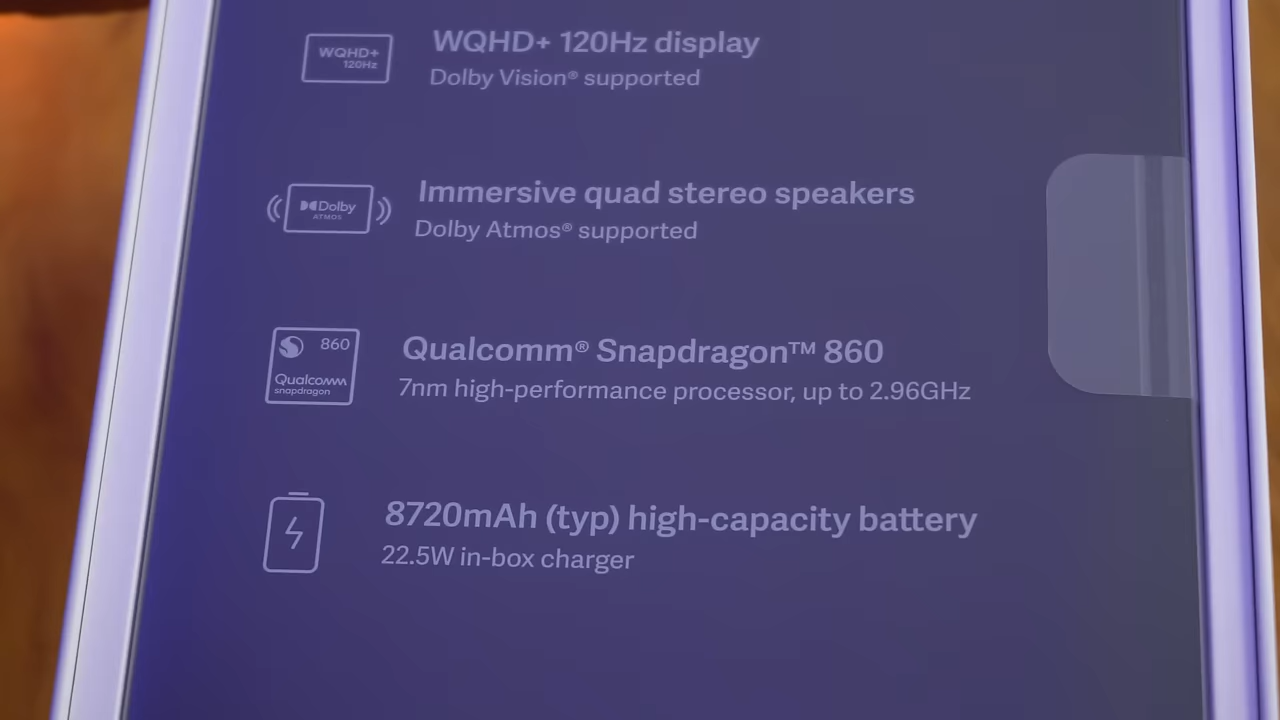 WQHD+
120Hz
WQHD+ 120Hz display
Dolby Vision® supported
Dolby
ATMOS
Immersive quad stereo speakers
Dolby Atmos® supported
860
Qualcomm
snapdragon
Qualcomm® Snapdragon™ 860
7nm high-performance processor, up to 2.96GHz
8720mAh (typ) high-capacity battery
22.5W in-box charger